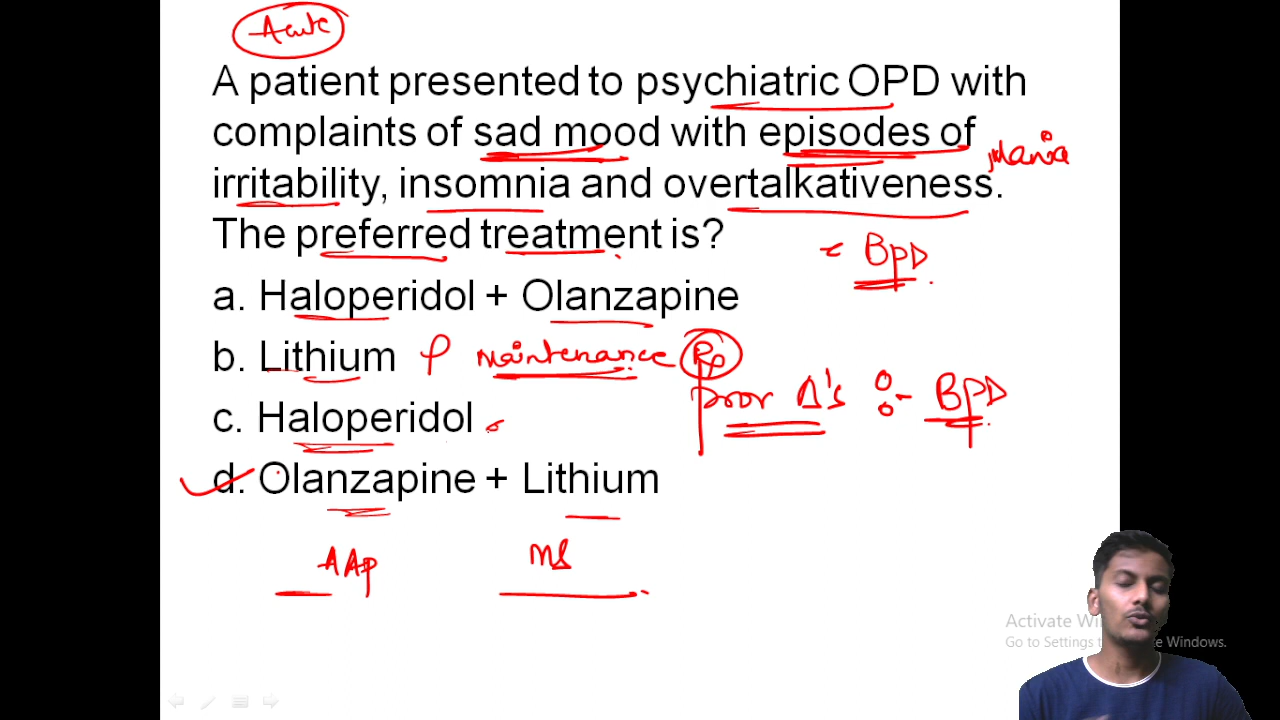 Acute
A patient presented to psychiatric OPD with
complaints of sad mood with episodes of
Mania
irritability, insomnia and overtalkativeness.
The preferred treatment is?
BPD
a. Haloperidol + Olanzapine
b. Lithium maintenance Rp
prior Δ's BPD
c. Haloperidol
d. Olanzapine + Lithium
AAP MS
Activate Wi
Go to Settings t Windows.